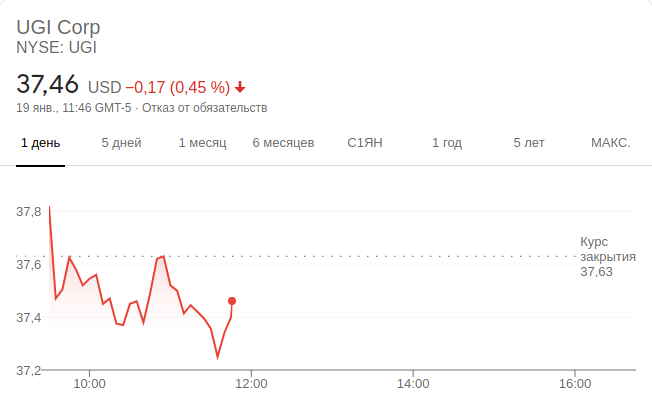 UGI Corp
NYSE: UGI
37,46 USD −0,17 (0,45 %)
19 янв., 11:46 GMT-5 · Отказ от обязательств
1 день 5 дней 1 месяц 6 месяцев С1ЯН 1 год 5 лет МАКС.
37,8
Курс
закрытия
37,63
37,6
37,4
37,2
10:00 12:00 14:00 16:00